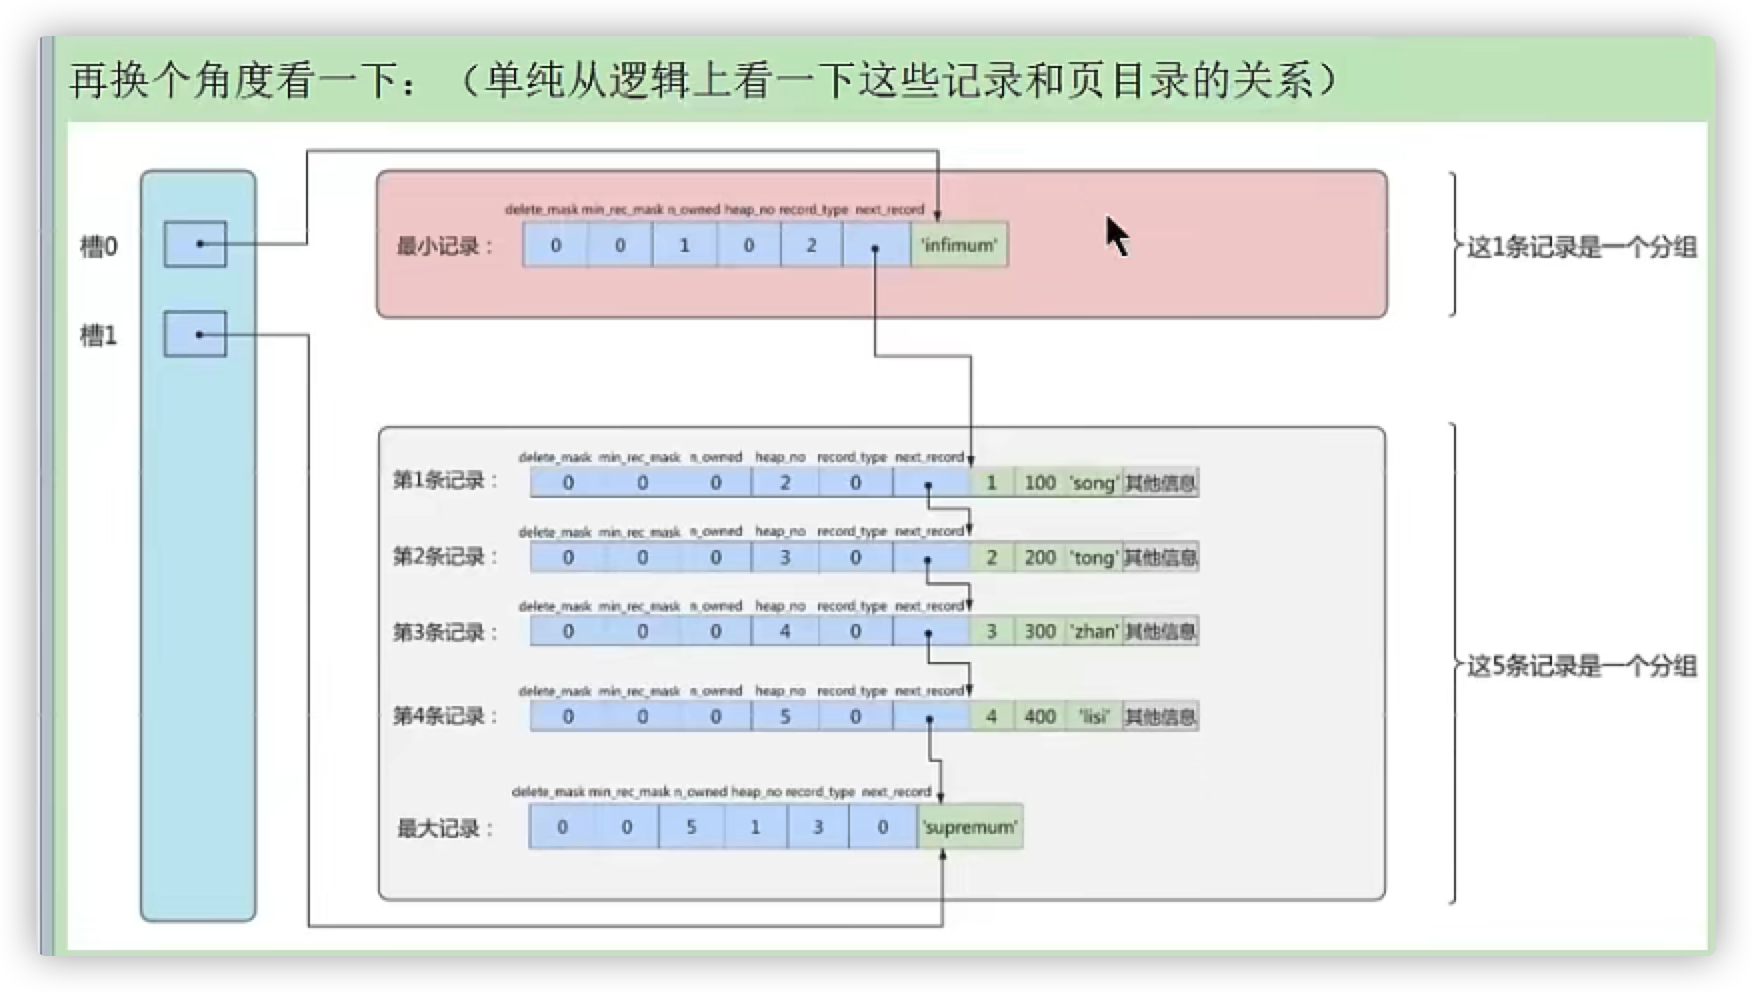 再换个角度看一下：（单纯从逻辑上看一下这些记录和页目录的关系）
槽0
槽1
delete_mask min_rec_mask n_owned heap_no record_type next_record
最小记录： 0 0 1 0 2 'infimum'
这1条记录是一个分组
delete_mask min_rec_mask n_owned heap_no record_type next_record
第1条记录： 0 0 0 2 0 1 100 'song' 其他信息
delete_mask min_rec_mask n_owned heap_no record_type next_record
第2条记录： 0 0 0 3 0 2 200 'tong' 其他信息
delete_mask min_rec_mask n_owned heap_no record_type next_record
第3条记录： 0 0 0 4 0 3 300 'zhan' 其他信息
这5条记录是一个分组
delete_mask min_rec_mask n_owned heap_no record_type next_record
第4条记录： 0 0 0 5 0 4 400 'lisi' 其他信息
delete_mask min_rec_mask n_owned heap_no record_type next_record
最大记录： 0 0 5 1 3 0 'supremum'